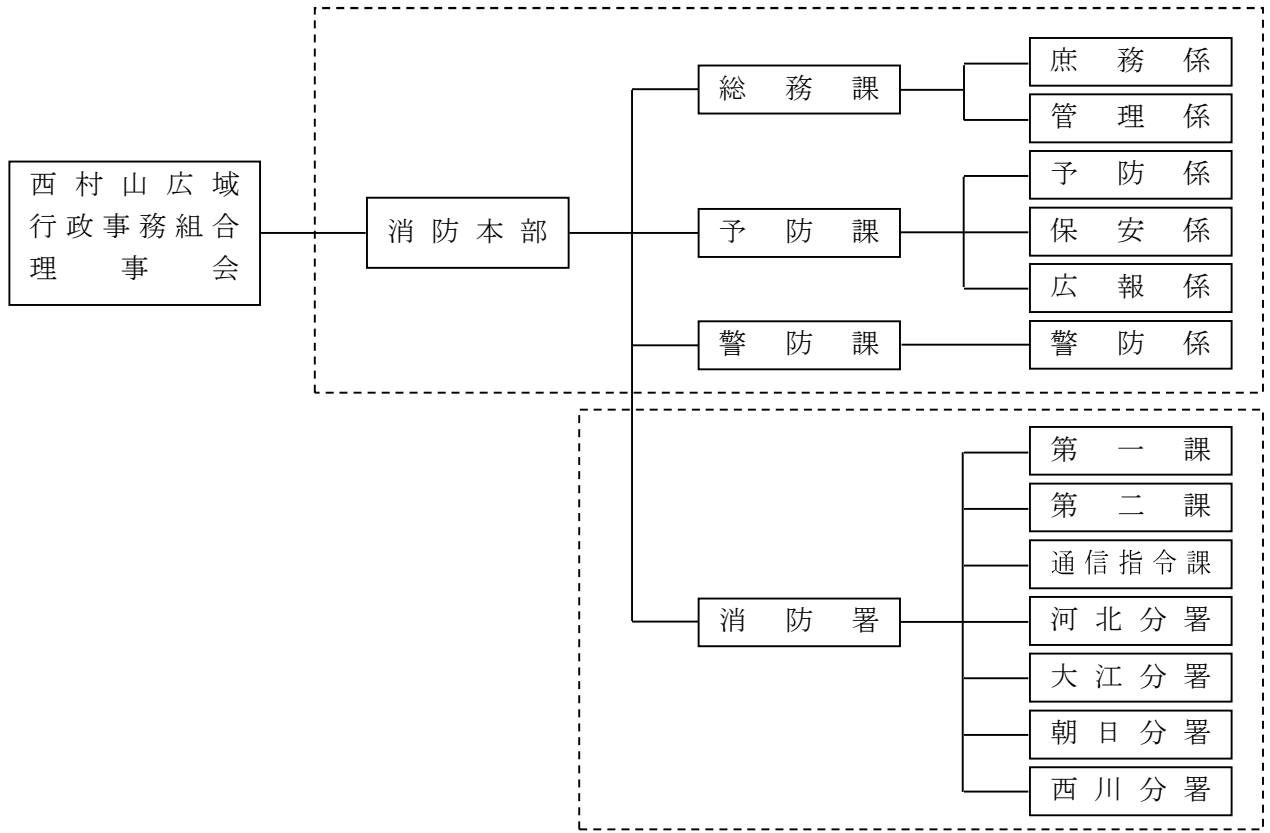 西村山広域
行政事務組合
理事会
消防本部
総務課
庶務係
管理係
予防課
予防係
保安係
広報係
警防課
警防係
消防署
第一課
第二課
通信指令課
河北分署
大江分署
朝日分署
西川分署